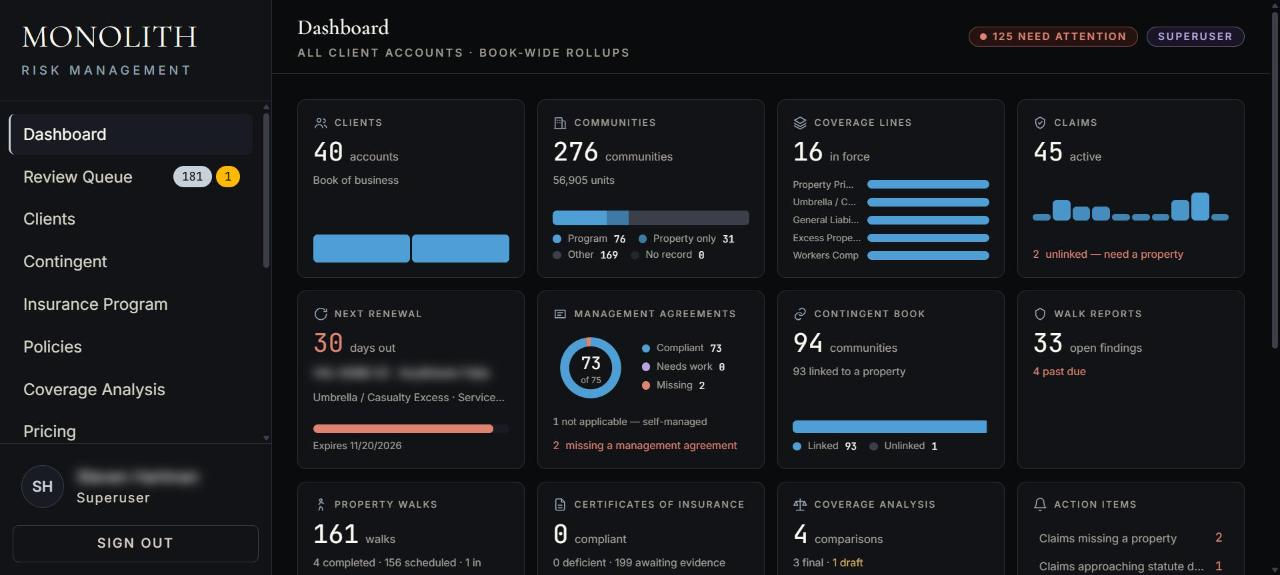 MONOLITH
RISK MANAGEMENT
Dashboard
Review Queue 181 1
Clients
Contingent
Insurance Program
Policies
Coverage Analysis
Pricing
SH
Superuser
SIGN OUT
Dashboard
ALL CLIENT ACCOUNTS · BOOK-WIDE ROLLUPS
125 NEED ATTENTION
SUPERUSER
CLIENTS
40 accounts
Book of business
COMMUNITIES
276 communities
56,905 units
Program 76 Property only 31
Other 169 No record 0
COVERAGE LINES
16 in force
Property Pri...
Umbrella / C...
General Liabi...
Excess Prope...
Workers Comp
CLAIMS
45 active
2 unlinked — need a property
NEXT RENEWAL
30 days out
Umbrella / Casualty Excess · Service...
Expires 11/20/2026
MANAGEMENT AGREEMENTS
73
of 75
Compliant 73
Needs work 0
Missing 2
1 not applicable — self-managed
2 missing a management agreement
CONTINGENT BOOK
94 communities
93 linked to a property
Linked 93 Unlinked 1
WALK REPORTS
33 open findings
4 past due
PROPERTY WALKS
161 walks
4 completed · 156 scheduled · 1 in
CERTIFICATES OF INSURANCE
0 compliant
0 deficient · 199 awaiting evidence
COVERAGE ANALYSIS
4 comparisons
3 final · 1 draft
ACTION ITEMS
Claims missing a property 2
Claims approaching statute d... 1